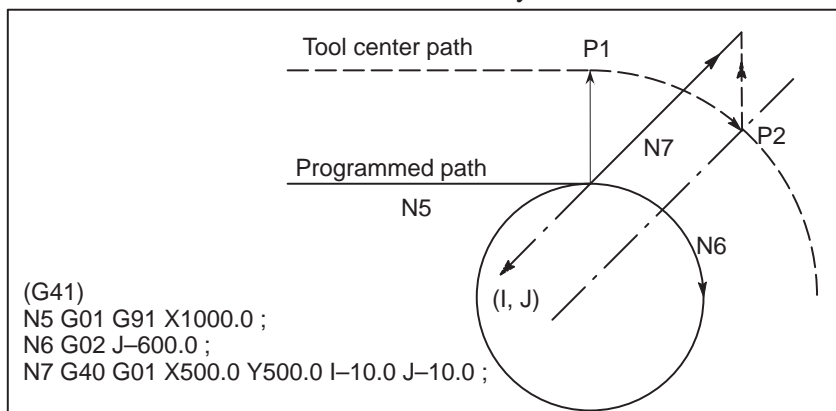 Tool center path
P1
P2
N7
Programmed path
N5
N6
(I, J)
(G41)
N5 G01 G91 X1000.0 ;
N6 G02 J–600.0 ;
N7 G40 G01 X500.0 Y500.0 I–10.0 J–10.0 ;